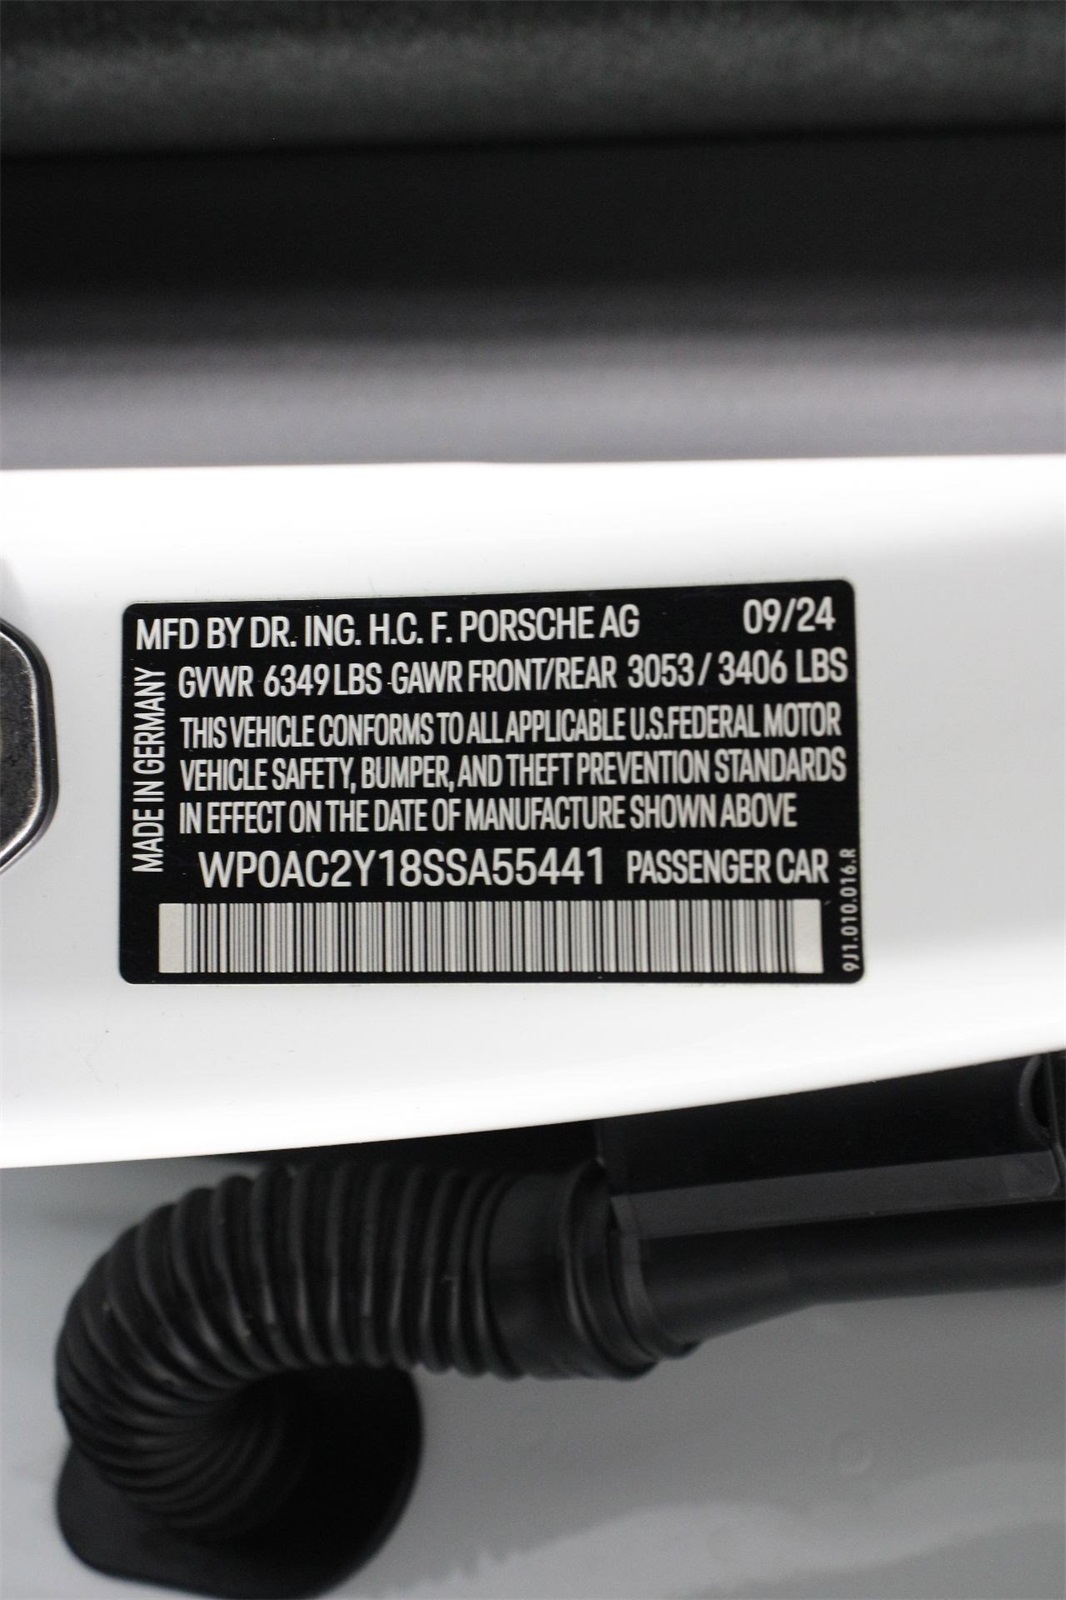 MFD BY DR. ING. H.C. F. PORSCHE AG 09/24
GVWR 6349 LBS GAWR FRONT/REAR 3053 / 3406 LBS
THIS VEHICLE CONFORMS TO ALL APPLICABLE U.S.FEDERAL MOTOR
VEHICLE SAFETY, BUMPER, AND THEFT PREVENTION STANDARDS
IN EFFECT ON THE DATE OF MANUFACTURE SHOWN ABOVE
WP0AC2Y18SSA55441 PASSENGER CAR
MADE IN GERMANY
9J1.010.016.R